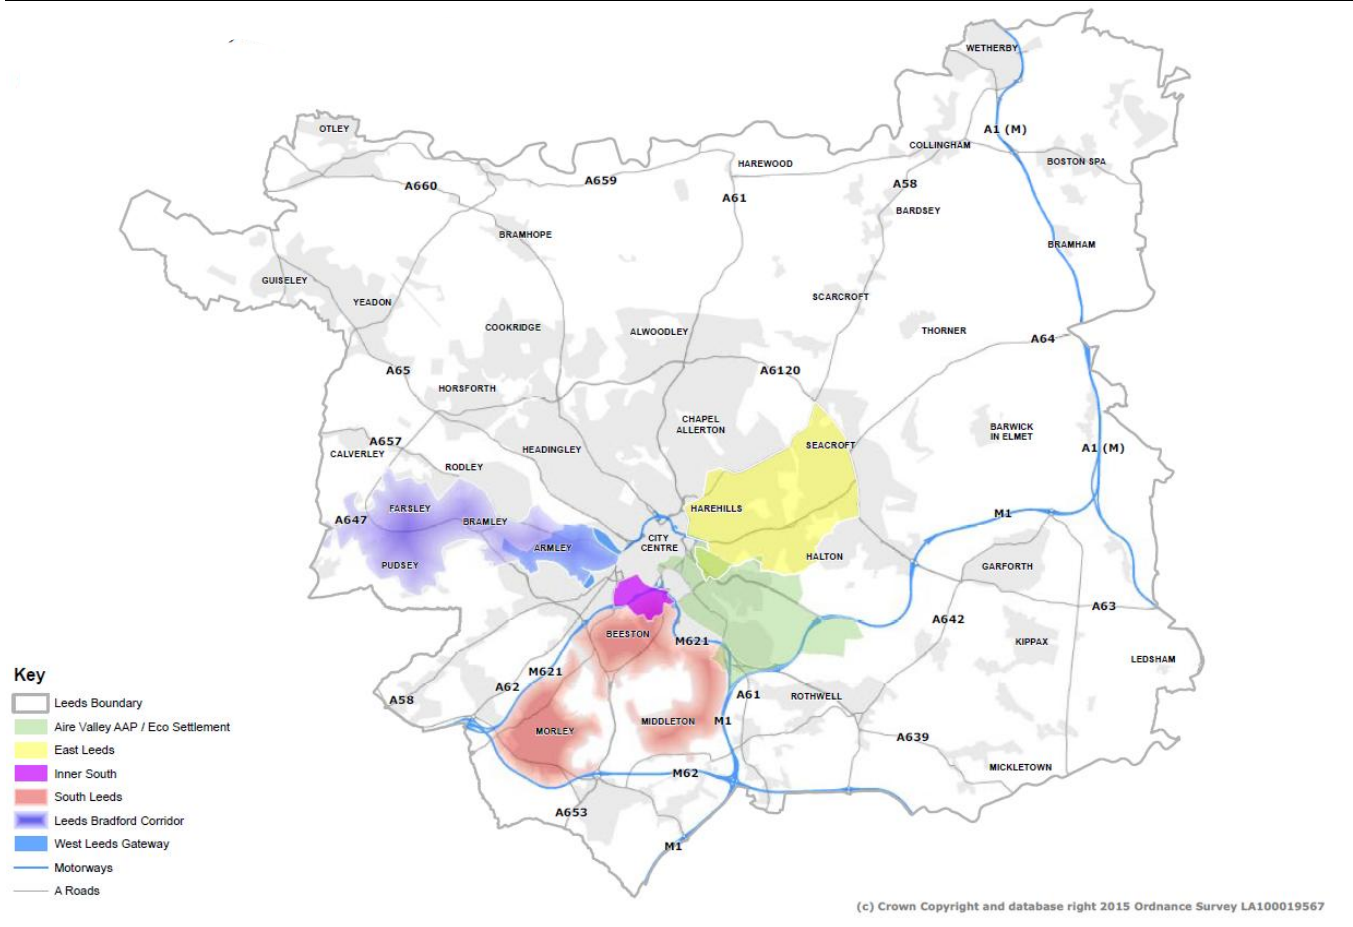 WETHERBY
A1 (M)
OTLEY
COLLINGHAM
HAREWOOD
BOSTON SPA
A660
A659
A61
A58
BARDSEY
BRAMHOPE
BRAMHAM
GUISELEY
YEADON
SCARCROFT
COOKRIDGE
ALWOODLEY
THORNER
A64
A65
A6120
HORSFORTH
CHAPEL
ALLERTON
BARWICK
IN ELMET
A657
CALVERLEY
HEADINGLEY
SEACROFT
A1 (M)
RODLEY
FARSLEY
HAREHILLS
A647
BRAMLEY
M1
CITY
CENTRE
ARMLEY
HALTON
PUDSEY
GARFORTH
A63
A642
BEESTON
M621
KIPPAX
LEDSHAM
M621
A62
A58
A61
ROTHWELL
MORLEY
MIDDLETON
M1
A639
M62
MICKLETOWN
A653
M1
Key
Leeds Boundary
Aire Valley AAP / Eco Settlement
East Leeds
Inner South
South Leeds
Leeds Bradford Corridor
West Leeds Gateway
Motorways
A Roads
(c) Crown Copyright and database right 2015 Ordnance Survey LA100019567